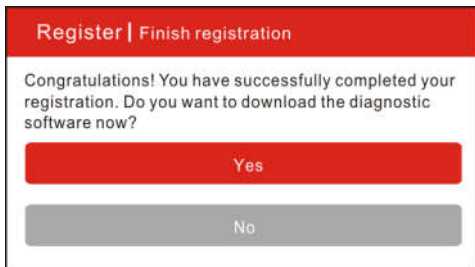 Register | Finish registration
Congratulations! You have successfully completed your
registration. Do you want to download the diagnostic
software now?
Yes
No